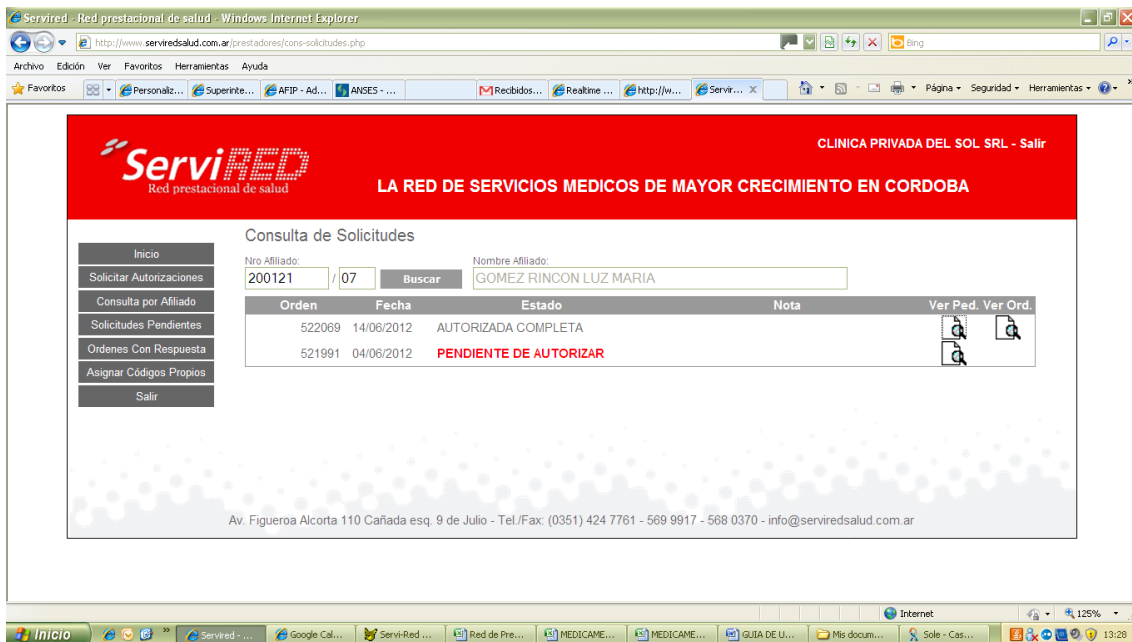 Servired - Red prestacional de salud - Windows Internet Explorer
http://www.serviredsalud.com.ar/prestadores/cons-solicitudes.php
Bing
Archivo Edición Ver Favoritos Herramientas Ayuda
Favoritos Personaliz... Superinte... AFIP - Ad... ANSES - ... Recibidos... Realtime ... http://w... Servir... X Página Seguridad Herramientas
CLINICA PRIVADA DEL SOL SRL - Salir
ServiRED
Red prestacional de salud
LA RED DE SERVICIOS MEDICOS DE MAYOR CRECIMIENTO EN CORDOBA
Inicio
Solicitar Autorizaciones
Consulta por Afiliado
Solicitudes Pendientes
Ordenes Con Respuesta
Asignar Códigos Propios
Salir
Consulta de Solicitudes
Nro Afiliado: Nombre Afiliado:
200121 / 07 Buscar GOMEZ RINCON LUZ MARIA
Orden Fecha Estado Nota Ver Ped. Ver Ord.
522069 14/06/2012 AUTORIZADA COMPLETA
521991 04/06/2012 PENDIENTE DE AUTORIZAR
Av. Figueroa Alcorta 110 Cañada esq. 9 de Julio - Tel./Fax: (0351) 424 7761 - 569 9917 - 568 0370 - info@serviredsalud.com.ar
Internet 125%
Inicio » Servired - ... Google Cal... Servi-Red ... Red de Pre... MEDICAME... MEDICAME... GUIA DE U... Mis docum... Sole - Cas... 13:28